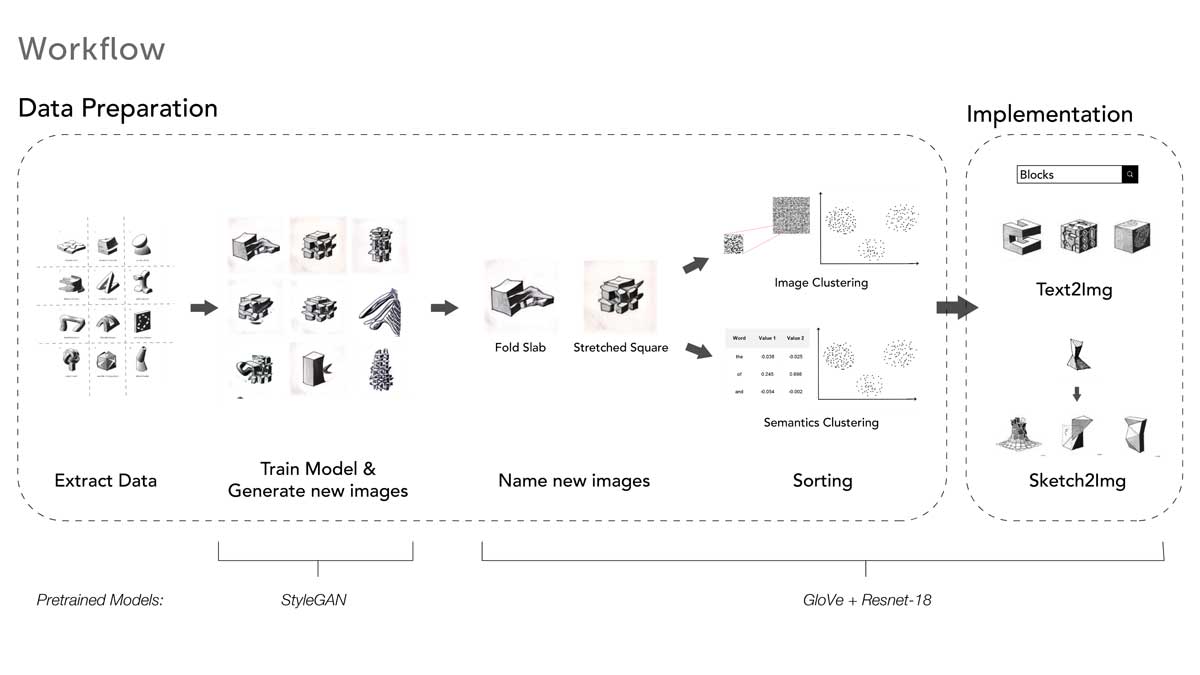 Workflow
Data Preparation
Implementation
Blocks
Image Clustering
Text2Img
Fold Slab
Stretched Square
Word Value 1 Value 2
the -0.038 -0.025
of 0.245 0.698
and -0.054 -0.002
Semantics Clustering
Extract Data
Train Model &
Generate new images
Name new images
Sorting
Sketch2Img
Pretrained Models:
StyleGAN
GloVe + Resnet-18